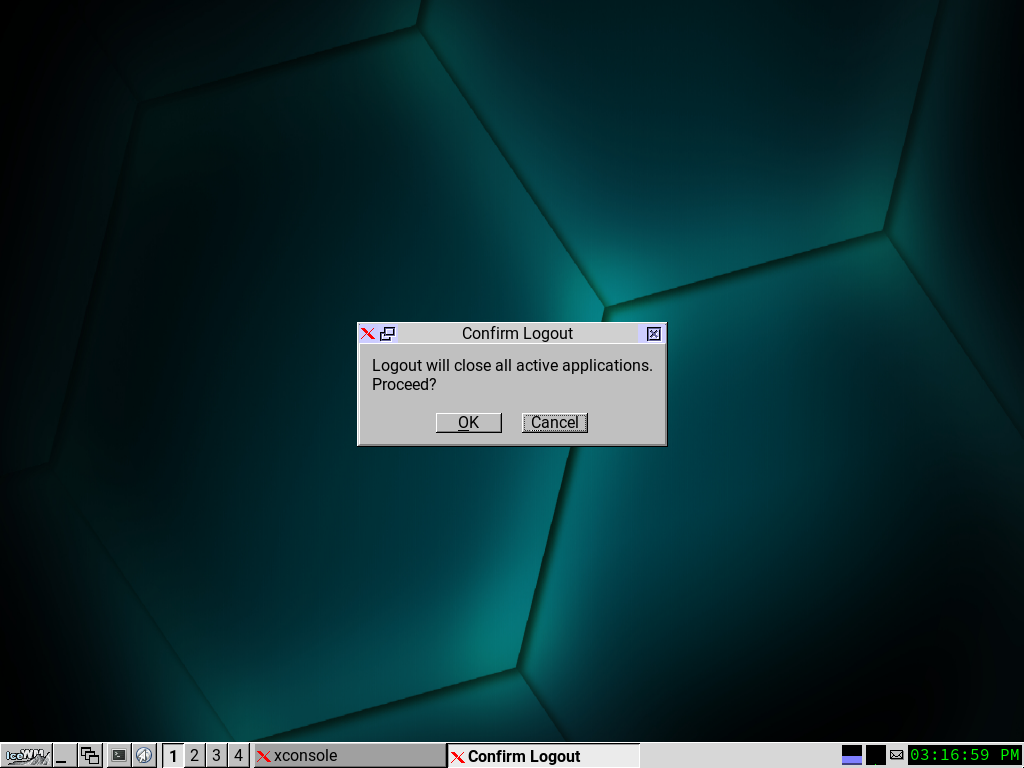 Confirm Logout
Logout will close all active applications.
Proceed?
OK
Cancel
IceWM
1
2
3
4
xconsole
Confirm Logout
03:16:59 PM